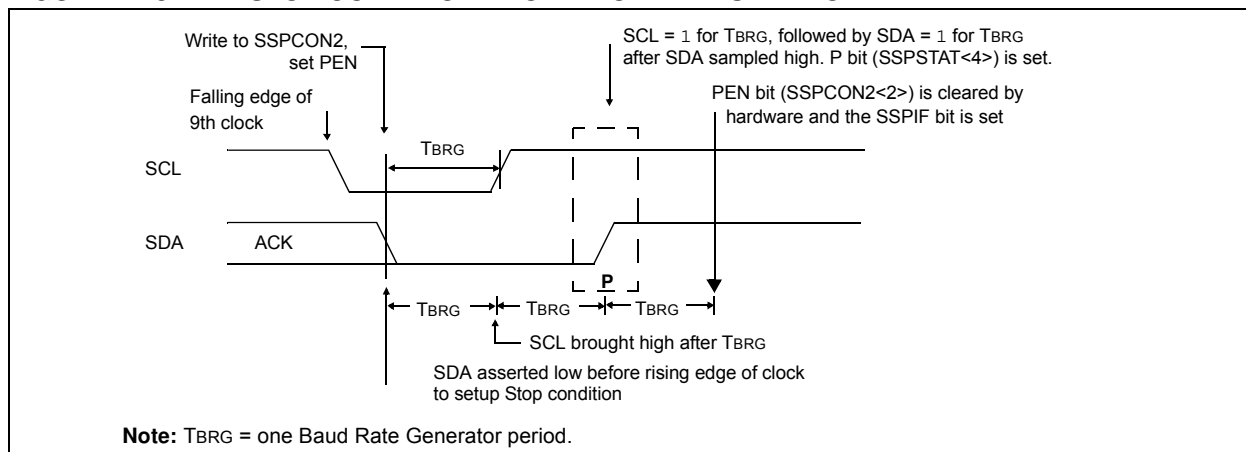 Write to SSPCON2,
set PEN
SCL = 1 for TBRG, followed by SDA = 1 for TBRG
after SDA sampled high. P bit (SSPSTAT<4>) is set.
Falling edge of
9th clock
PEN bit (SSPCON2<2>) is cleared by
hardware and the SSPIF bit is set
TBRG
SCL
SDA
ACK
P
TBRG
TBRG
TBRG
SCL brought high after TBRG
SDA asserted low before rising edge of clock
to setup Stop condition
Note: TBRG = one Baud Rate Generator period.